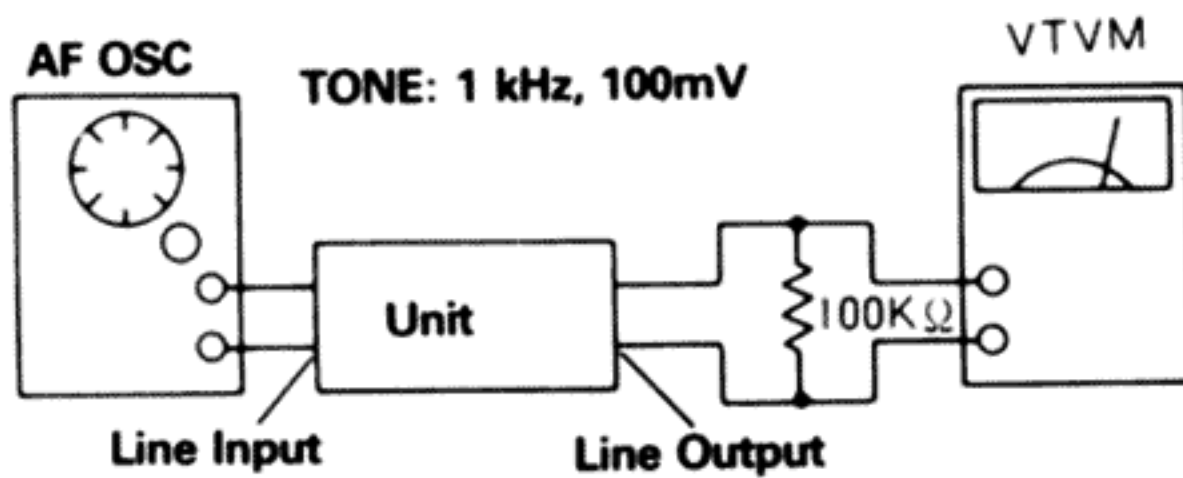 VTVM
AF OSC
TONE: 1 kHz, 100mV
Unit
100KΩ
Line Input
Line Output